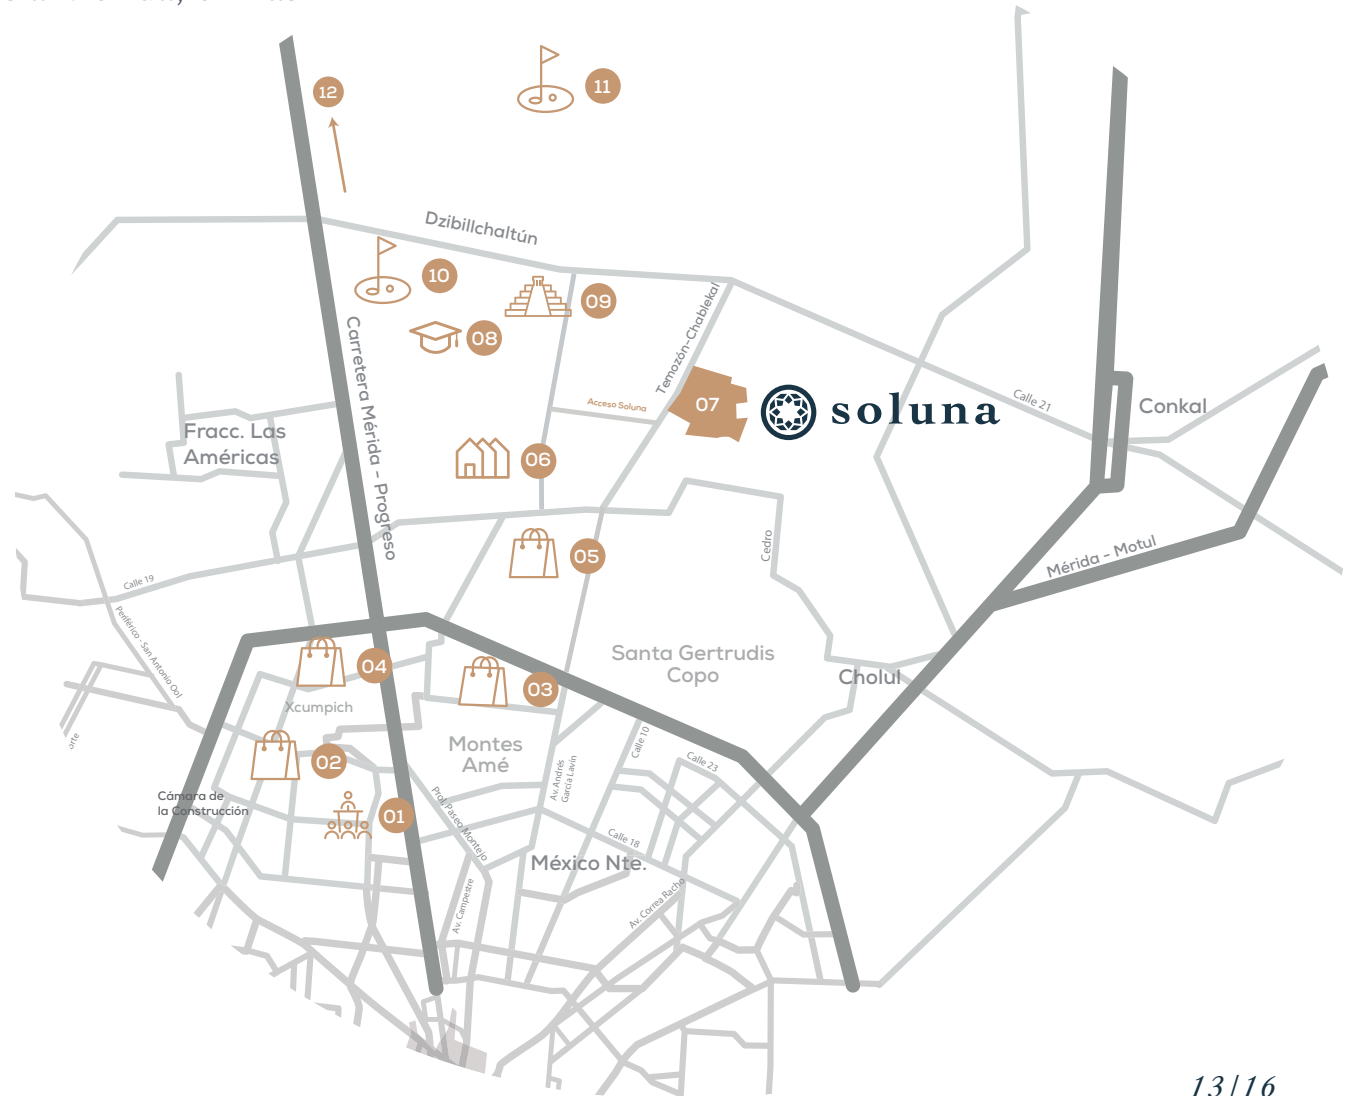 12
11
Dzibillchaltún
10
09
08
Carretera Mérida - Progreso
Temozón-Chablekal
Acceso Soluna
07
soluna
Calle 21
Conkal
Fracc. Las
Américas
06
05
Cedro
Mérida - Motul
Calle 19
Periférico - San Antonio Ool
04
03
Santa Gertrudis
Copo
Cholul
Xcumpich
02
Montes
Amé
Calle 10
Calle 23
Av. Andrés
García Lavín
Cámara de
la Construcción
01
Prol. Paseo Montejo
Calle 18
México Nte.
Av. Campestre
Av. Correa Racho
13/16